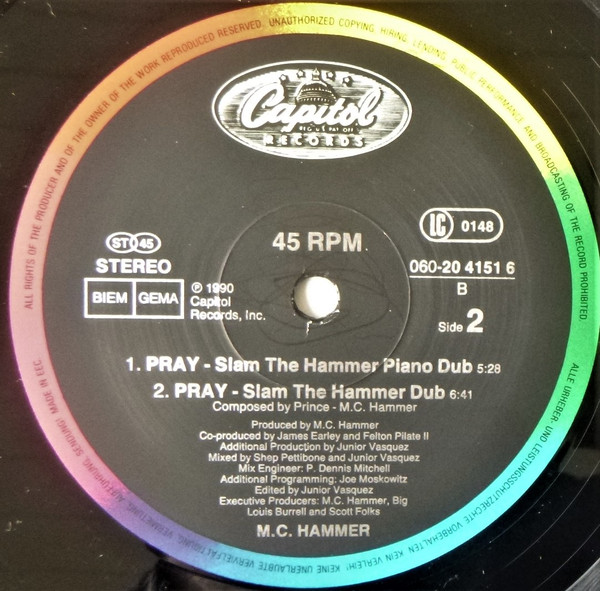 ALL RIGHTS OF THE PRODUCER AND OF THE OWNER OF THE WORK REPRODUCED RESERVED. UNAUTHORIZED COPYING, HIRING, LENDING, PUBLIC PERFORMANCE AND BROADCASTING OF THE RECORD PROHIBITED
Capitol
REG. U.S. PAT. OFF.
RECORDS
ST 45
STEREO
BIEM GEMA
℗ 1990
Capitol
Records, Inc.
45 RPM
LC 0148
060-20 4151 6
B
Side 2
1. PRAY - Slam The Hammer Piano Dub 5:28
2. PRAY - Slam The Hammer Dub 6:41
Composed by Prince - M.C. Hammer
Produced by M.C. Hammer
Co-produced by James Earley and Felton Pilate II
Additional Production by Junior Vasquez
Mixed by Shep Pettibone and Junior Vasquez
Mix Engineer: P. Dennis Mitchell
Additional Programming: Joe Moskowitz
Edited by Junior Vasquez
Executive Producers: M.C. Hammer, Big
Louis Burrell and Scott Folks
M.C. HAMMER
ALLE URHEBER- UND LEISTUNGSSCHUTZRECHTE VORBEHALTEN. KEIN VERLEIH! KEINE UNERLAUBTE VERVIELFÄLTIGUNG, VERMIETUNG, AUFFÜHRUNG, SENDUNG! MADE IN EEC